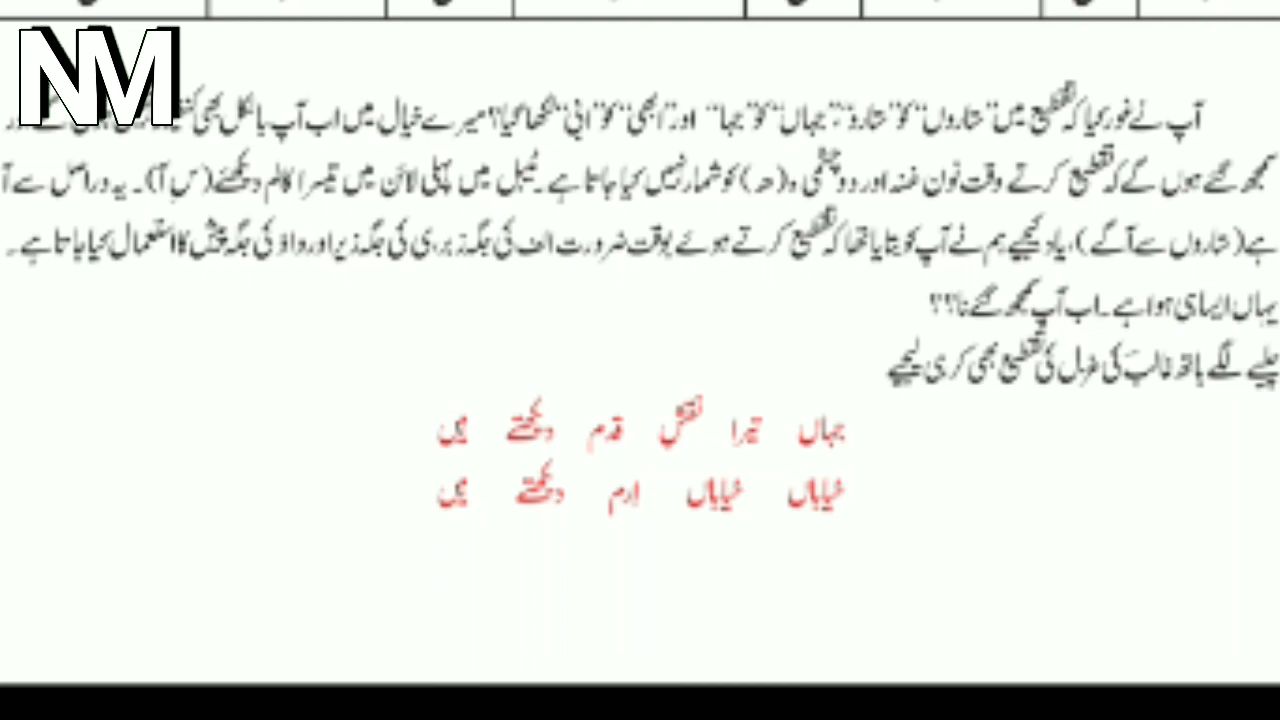 NM
آپ نے غور کیا کہ تقطیع میں "ستاروں" کو "ستارو"، "جہاں" کو "جہا" اور "ابھی" کو "ابی" لکھا گیا؟ میرے خیال میں اب آپ بالکل بھی
سمجھ گئے ہوں گے کہ تقطیع کرتے وقت نون غنہ اور دو چشمی ہ (ھ) کو شمار نہیں کیا جاتا ہے۔ ٹیبل میں پہلی لائن میں تیسرا کالم دیکھئے (سِ آ)۔ یہ دراصل سے آ
ہے (ستاروں سے آگے)، یاد کیجیے ہم نے آپ کو بتایا تھا کہ تقطیع کرتے ہوئے بوقت ضرورت الف کی جگہ زبر، ی کی جگہ زیر اور واؤ کی جگہ پیش کا استعمال کیا جاتا ہے۔
یہاں ایسا ہی ہوا ہے۔ اب آپ سمجھ گئے نا؟؟
چلیے لگے ہاتھ غالب کی غزل کی تقطیع بھی کر ہی لیجیے
جہاں تیرا نقش قدم دیکھتے ہیں
خیاباں خیاباں اِرم دیکھتے ہیں